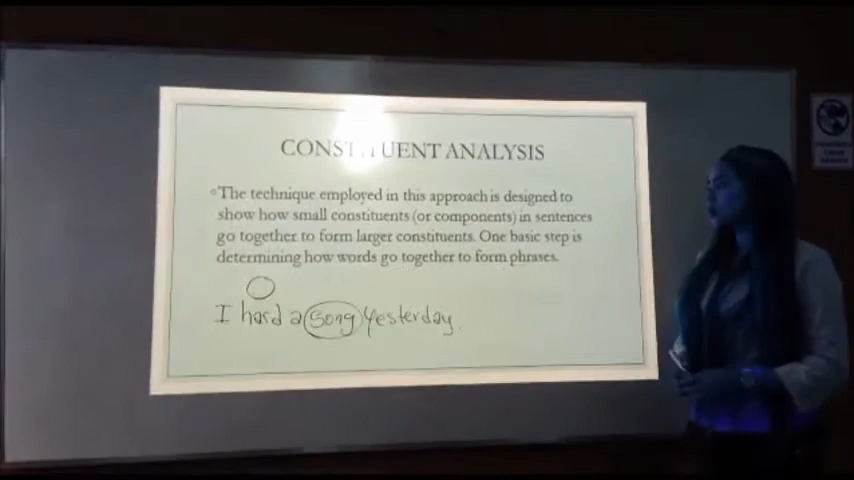 CONSTITUENT ANALYSIS
The technique employed in this approach is designed to
show how small constituents (or components) in sentences
go together to form larger constituents. One basic step is
determining how words go together to form phrases.
I hard a song yesterday.